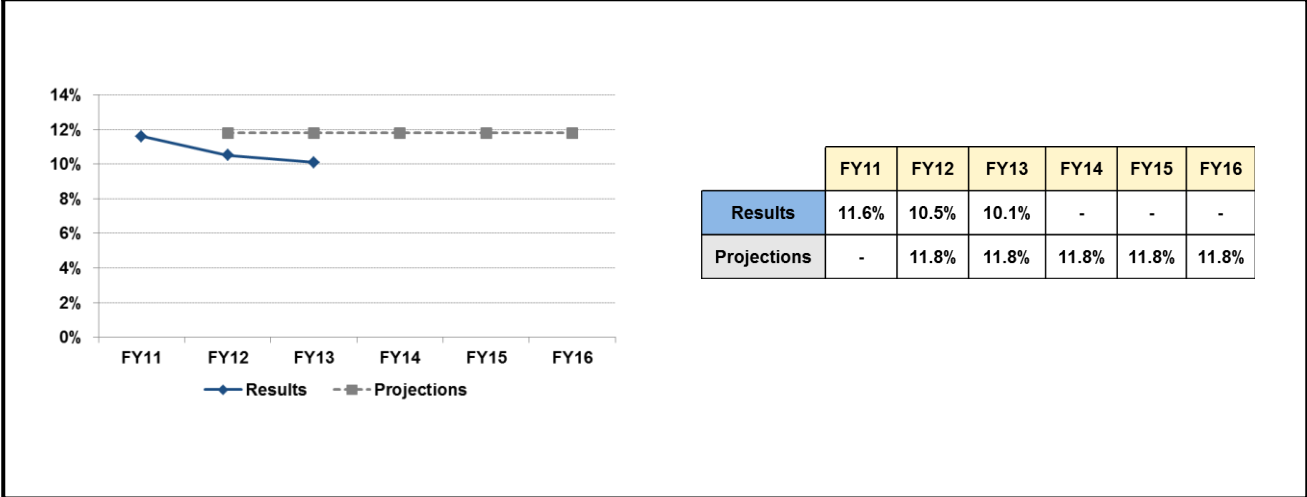 14%
12%
10%
8%
6%
4%
2%
0%
FY11 FY12 FY13 FY14 FY15 FY16
Results Projections
FY11 FY12 FY13 FY14 FY15 FY16
Results 11.6% 10.5% 10.1% - - -
Projections - 11.8% 11.8% 11.8% 11.8% 11.8%